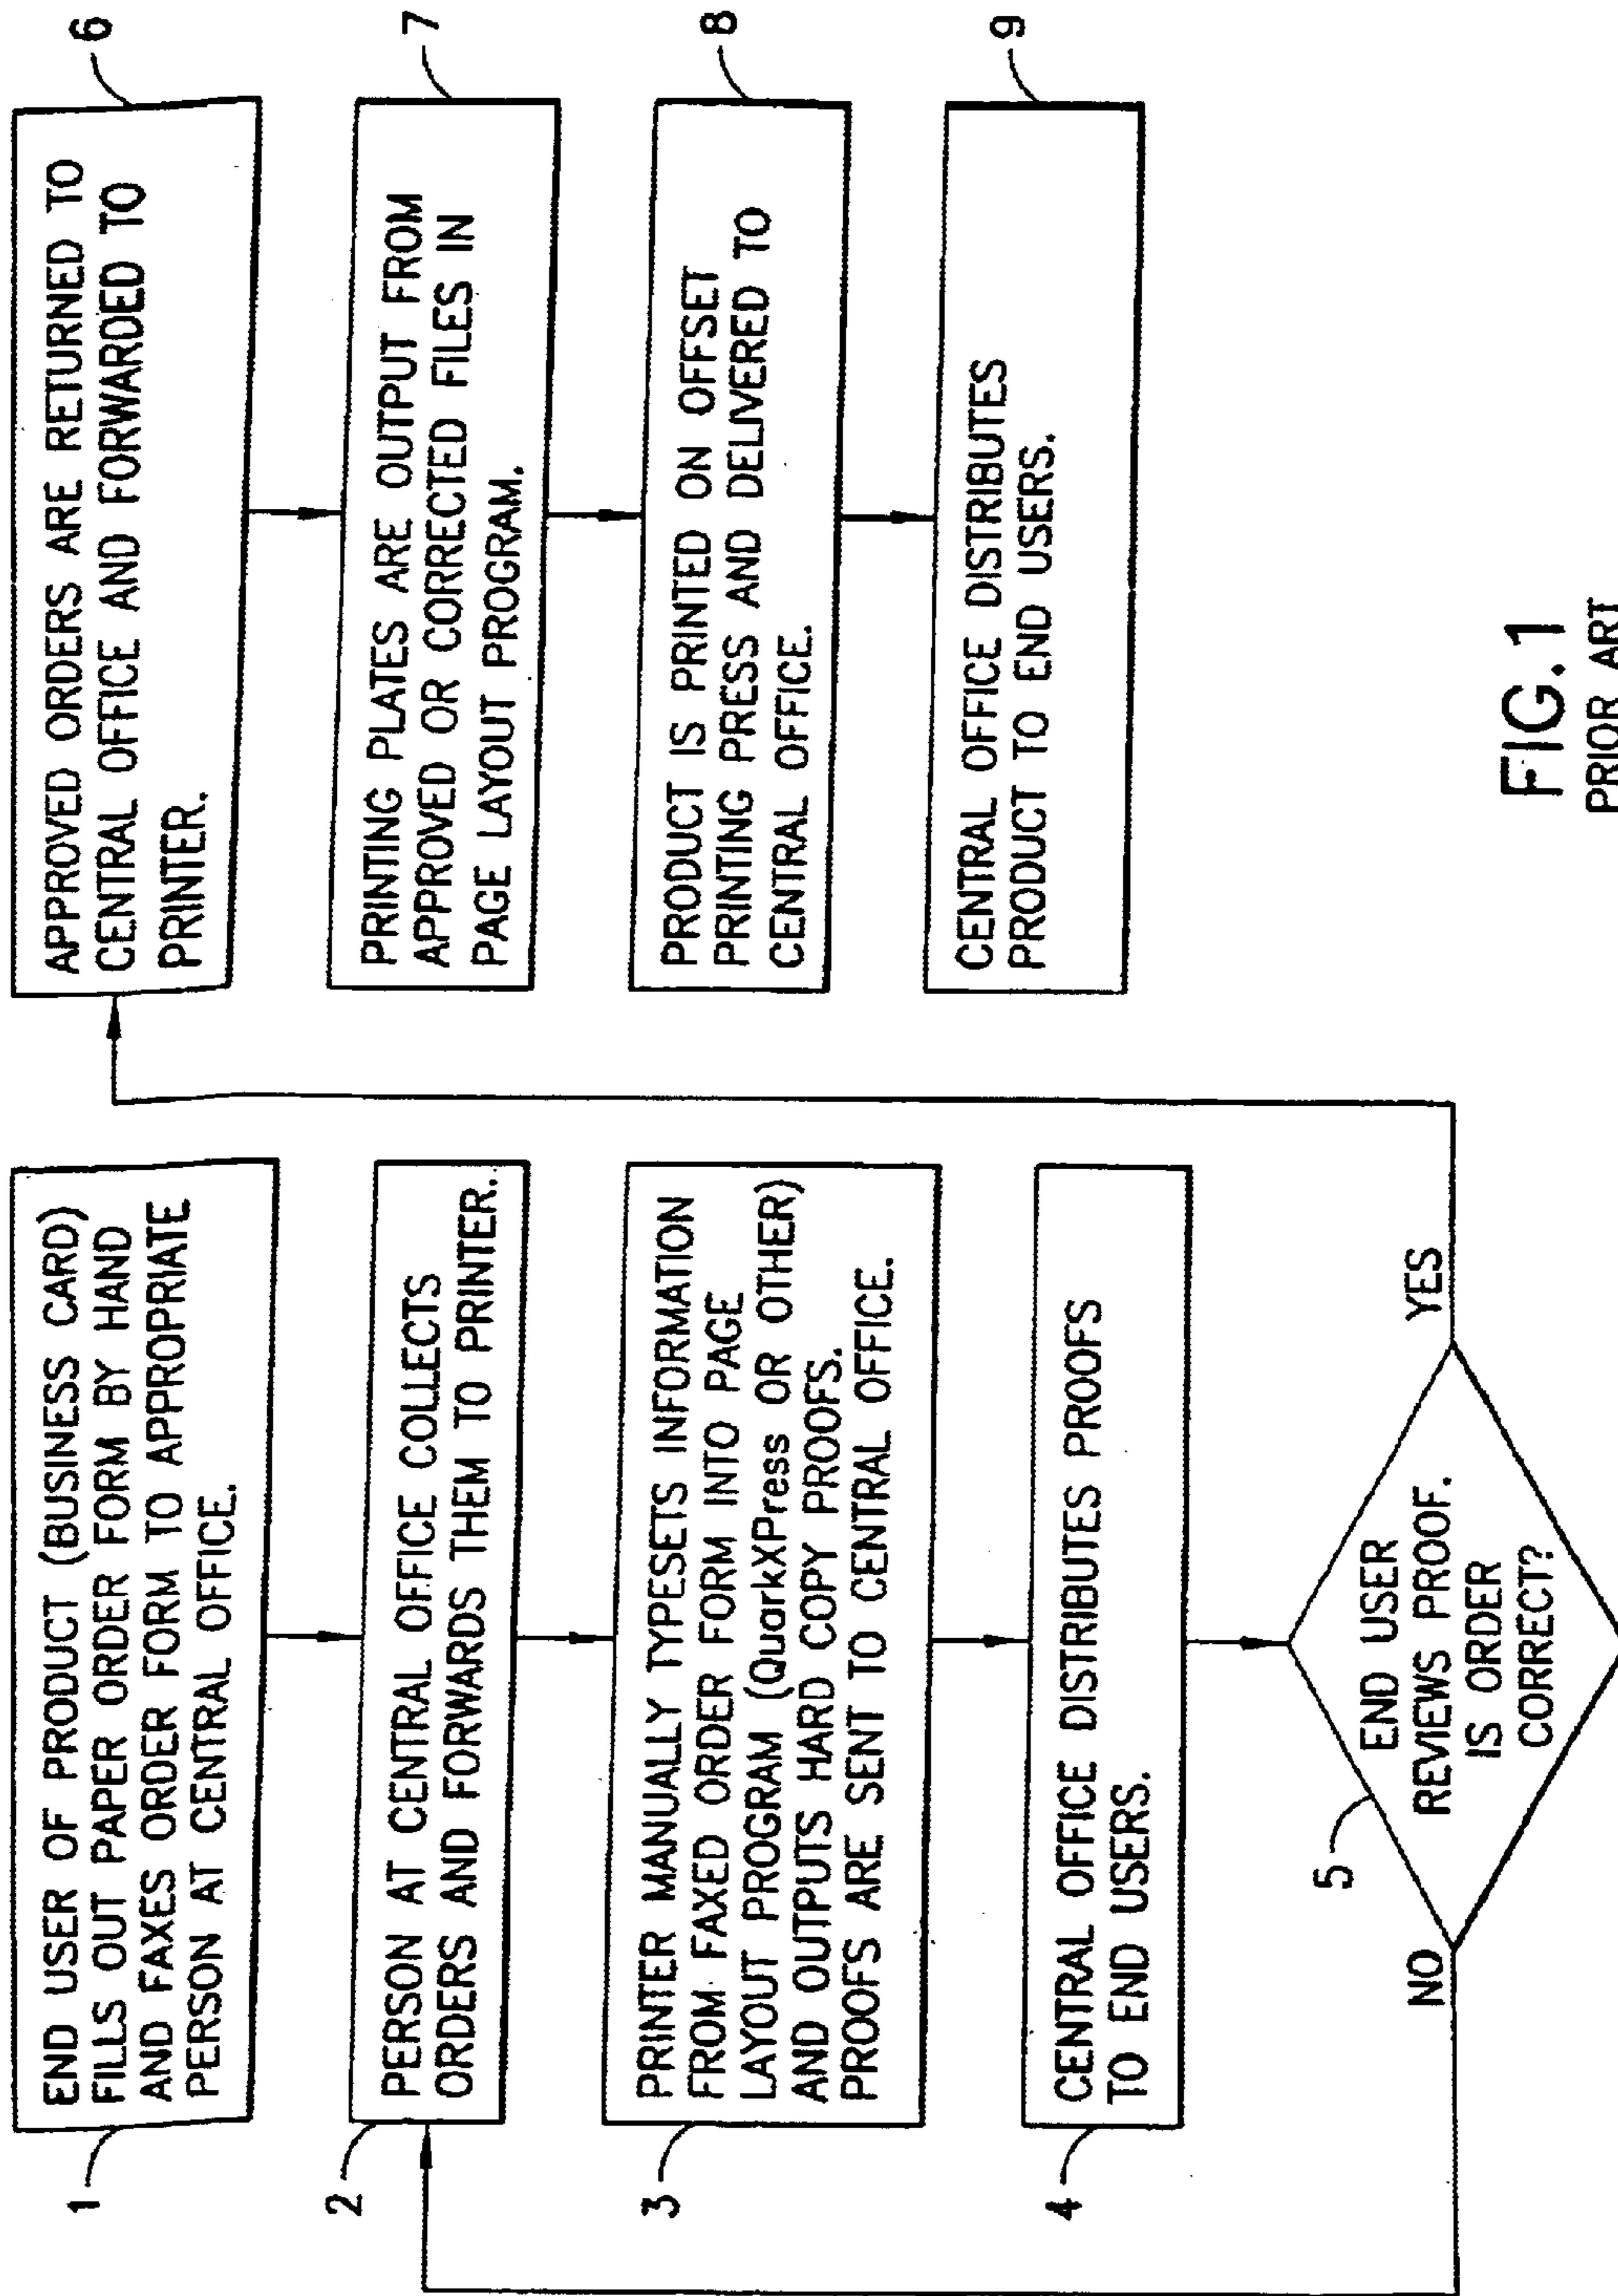 1
END USER OF PRODUCT (BUSINESS CARD)
FILLS OUT PAPER ORDER FORM BY HAND
AND FAXES ORDER FORM TO APPROPRIATE
PERSON AT CENTRAL OFFICE.
2
PERSON AT CENTRAL OFFICE COLLECTS
ORDERS AND FORWARDS THEM TO PRINTER.
3
PRINTER MANUALLY TYPESETS INFORMATION
FROM FAXED ORDER FORM INTO PAGE
LAYOUT PROGRAM (QuarkXPress OR OTHER)
AND OUTPUTS HARD COPY PROOFS.
PROOFS ARE SENT TO CENTRAL OFFICE.
4
CENTRAL OFFICE DISTRIBUTES PROOFS
TO END USERS.
5
END USER
REVIEWS PROOF.
IS ORDER
CORRECT?
NO
YES
6
APPROVED ORDERS ARE RETURNED TO
CENTRAL OFFICE AND FORWARDED TO
PRINTER.
7
PRINTING PLATES ARE OUTPUT FROM
APPROVED OR CORRECTED FILES IN
PAGE LAYOUT PROGRAM.
8
PRODUCT IS PRINTED ON OFFSET
PRINTING PRESS AND DELIVERED TO
CENTRAL OFFICE.
9
CENTRAL OFFICE DISTRIBUTES
PRODUCT TO END USERS.
FIG.1
PRIOR ART